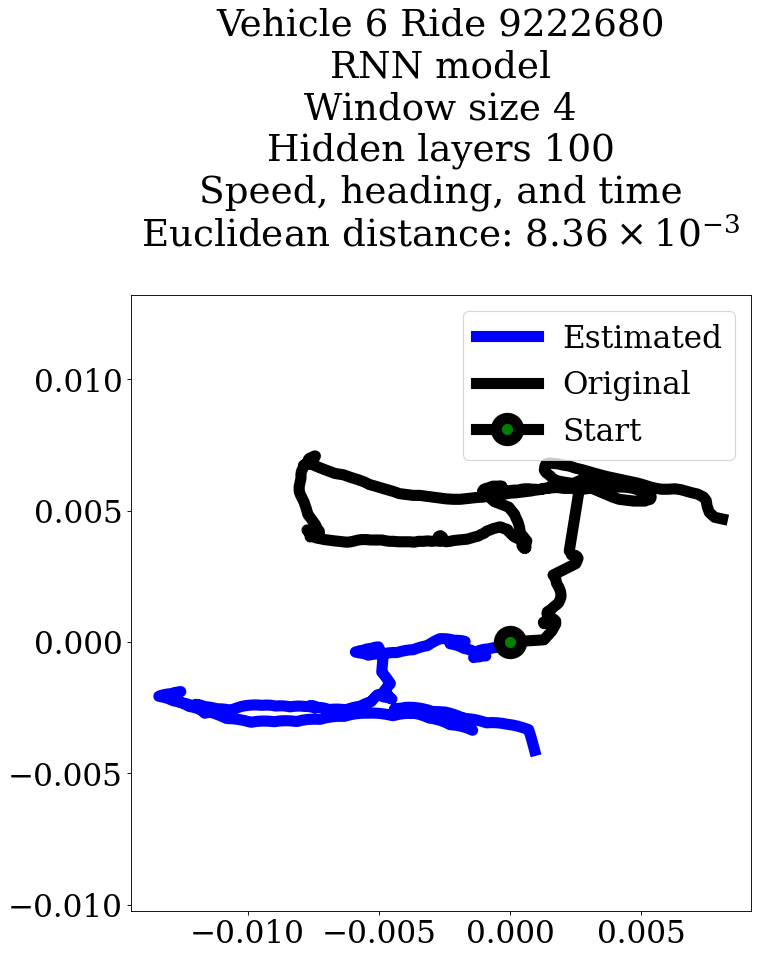 Vehicle 6 Ride 9222680
RNN model
Window size 4
Hidden layers 100
Speed, heading, and time
Euclidean distance: 8.36 × 10⁻³
Estimated
Original
Start
0.010
0.005
0.000
−0.005
−0.010
−0.010 −0.005 0.000 0.005